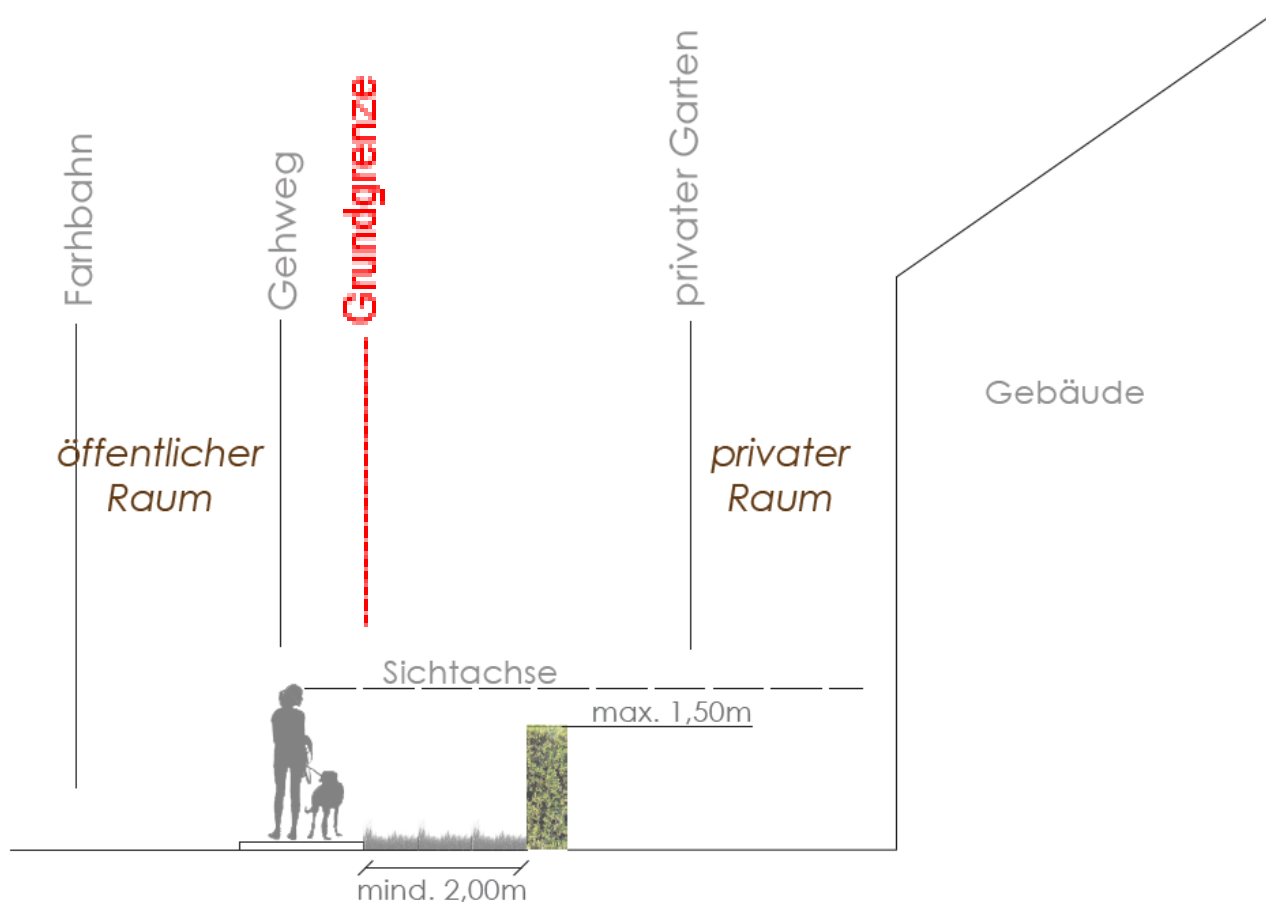 Farhbahn
Gehweg
Grundgrenze
privater Garten
Gebäude
öffentlicher
Raum
privater
Raum
Sichtachse
max. 1,50m
mind. 2,00m